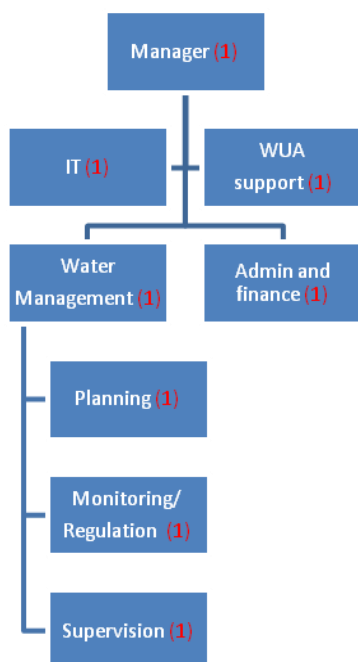 Manager (1)
IT (1)
WUA
support (1)
Water
Management (1)
Admin and
finance (1)
Planning (1)
Monitoring/
Regulation (1)
Supervision (1)